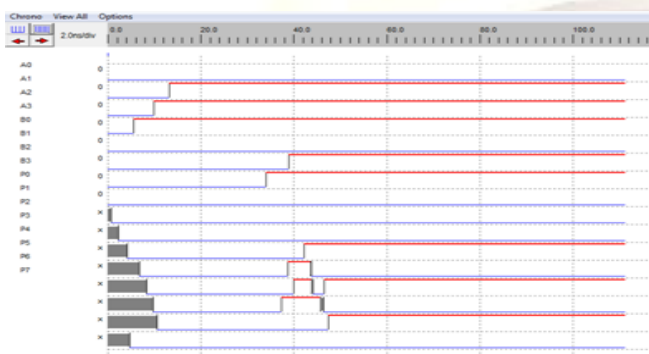 Chrono View All Options
2.0ns/div 0.0 20.0 40.0 60.0 80.0 100.0
A0
0
A1
0
A2
0
A3
0
B0
0
B1
0
B2
0
B3
0
P0
P1
P2
P3
P4
P5
P6
P7
×
×
×
×
×
×
×
×